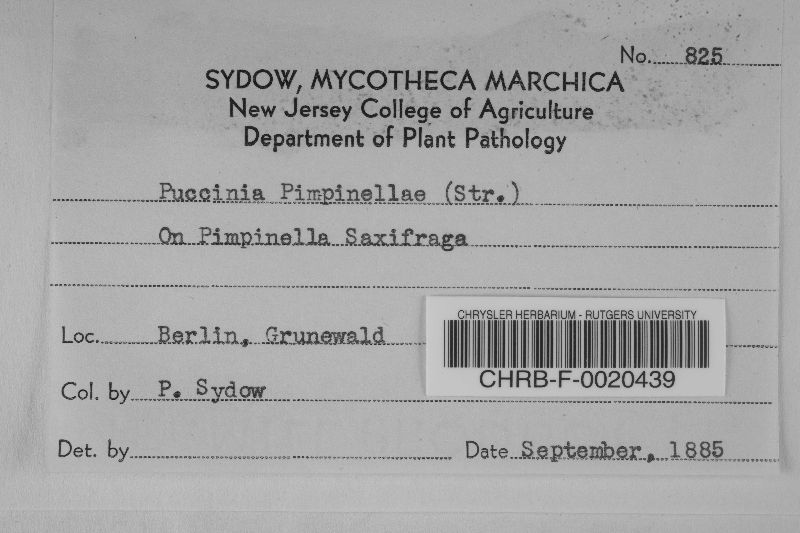 No. 825
SYDOW, MYCOTHECA MARCHICA
New Jersey College of Agriculture
Department of Plant Pathology
Puccinia Pimpinellae (Str.)
On Pimpinella Saxifraga
Loc. Berlin, Grunewald
CHRYSLER HERBARIUM - RUTGERS UNIVERSITY
CHRB-F-0020439
Col. by P. Sydow
Det. by
Date September, 1885